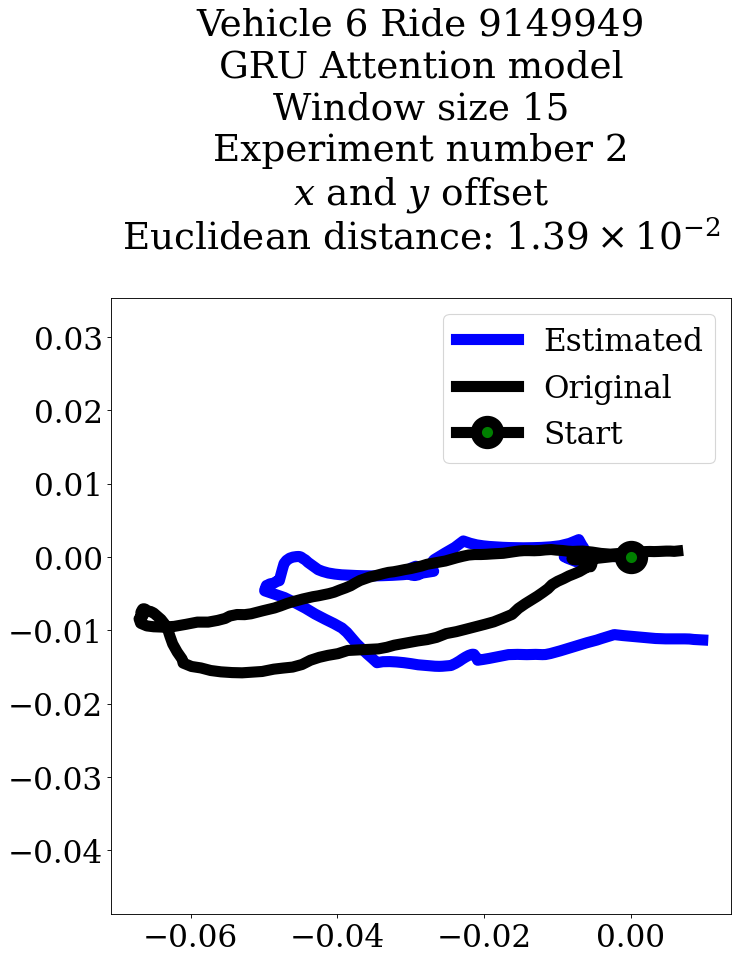 Vehicle 6 Ride 9149949
GRU Attention model
Window size 15
Experiment number 2
x and y offset
Euclidean distance: 1.39 × 10⁻²
Estimated
Original
Start
0.03
0.02
0.01
0.00
−0.01
−0.02
−0.03
−0.04
−0.06
−0.04
−0.02
0.00